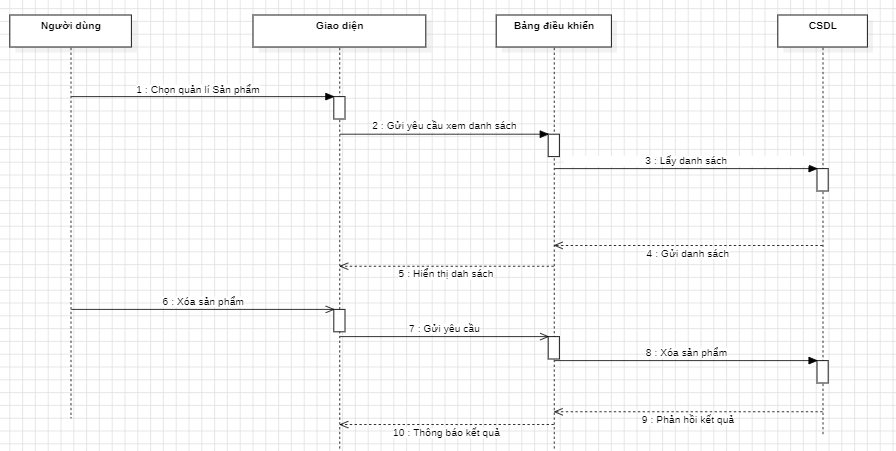 Người dùng
Giao diện
Bảng điều khiển
CSDL
1 : Chọn quản lí Sản phẩm
2 : Gửi yêu cầu xem danh sách
3 : Lấy danh sách
4 : Gửi danh sách
5 : Hiển thị dah sách
6 : Xóa sản phẩm
7 : Gửi yêu cầu
8 : Xóa sản phẩm
9 : Phản hồi kết quả
10 : Thông báo kết quả